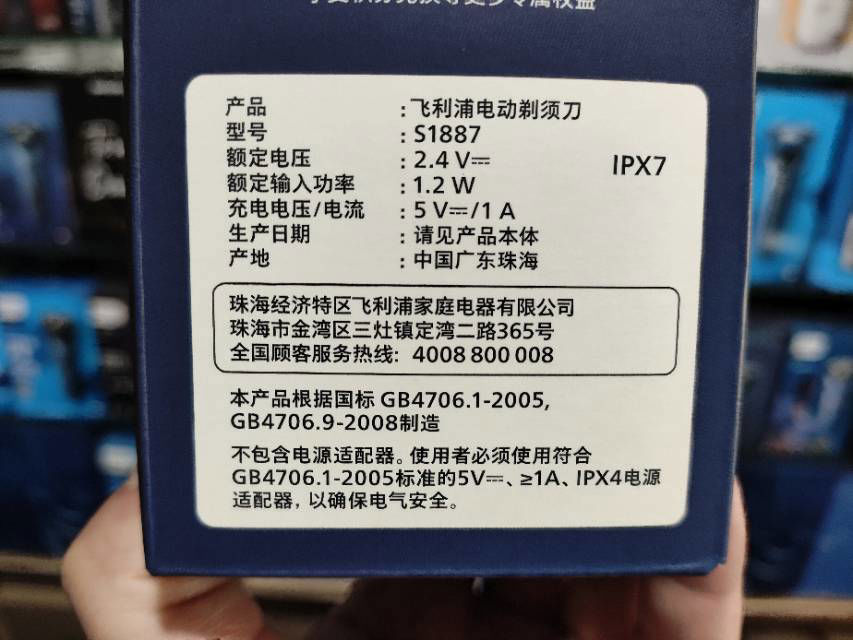 产品 : 飞利浦电动剃须刀
型号 : S1887
额定电压 : 2.4 V⎓ IPX7
额定输入功率 : 1.2 W
充电电压/电流 : 5 V⎓/1 A
生产日期 : 请见产品本体
产地 : 中国广东珠海
珠海经济特区飞利浦家庭电器有限公司
珠海市金湾区三灶镇定湾二路365号
全国顾客服务热线: 4008 800 008
本产品根据国标 GB4706.1-2005,
GB4706.9-2008制造
不包含电源适配器。使用者必须使用符合
GB4706.1-2005标准的5V⎓、≥1A、IPX4电源
适配器，以确保电气安全。